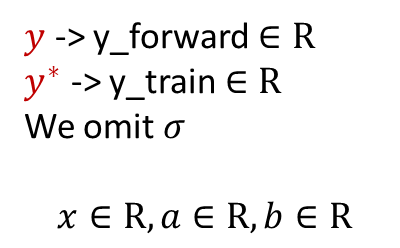 y -> y_forward ∈ R
y* -> y_train ∈ R
We omit σ
x ∈ R, a ∈ R, b ∈ R